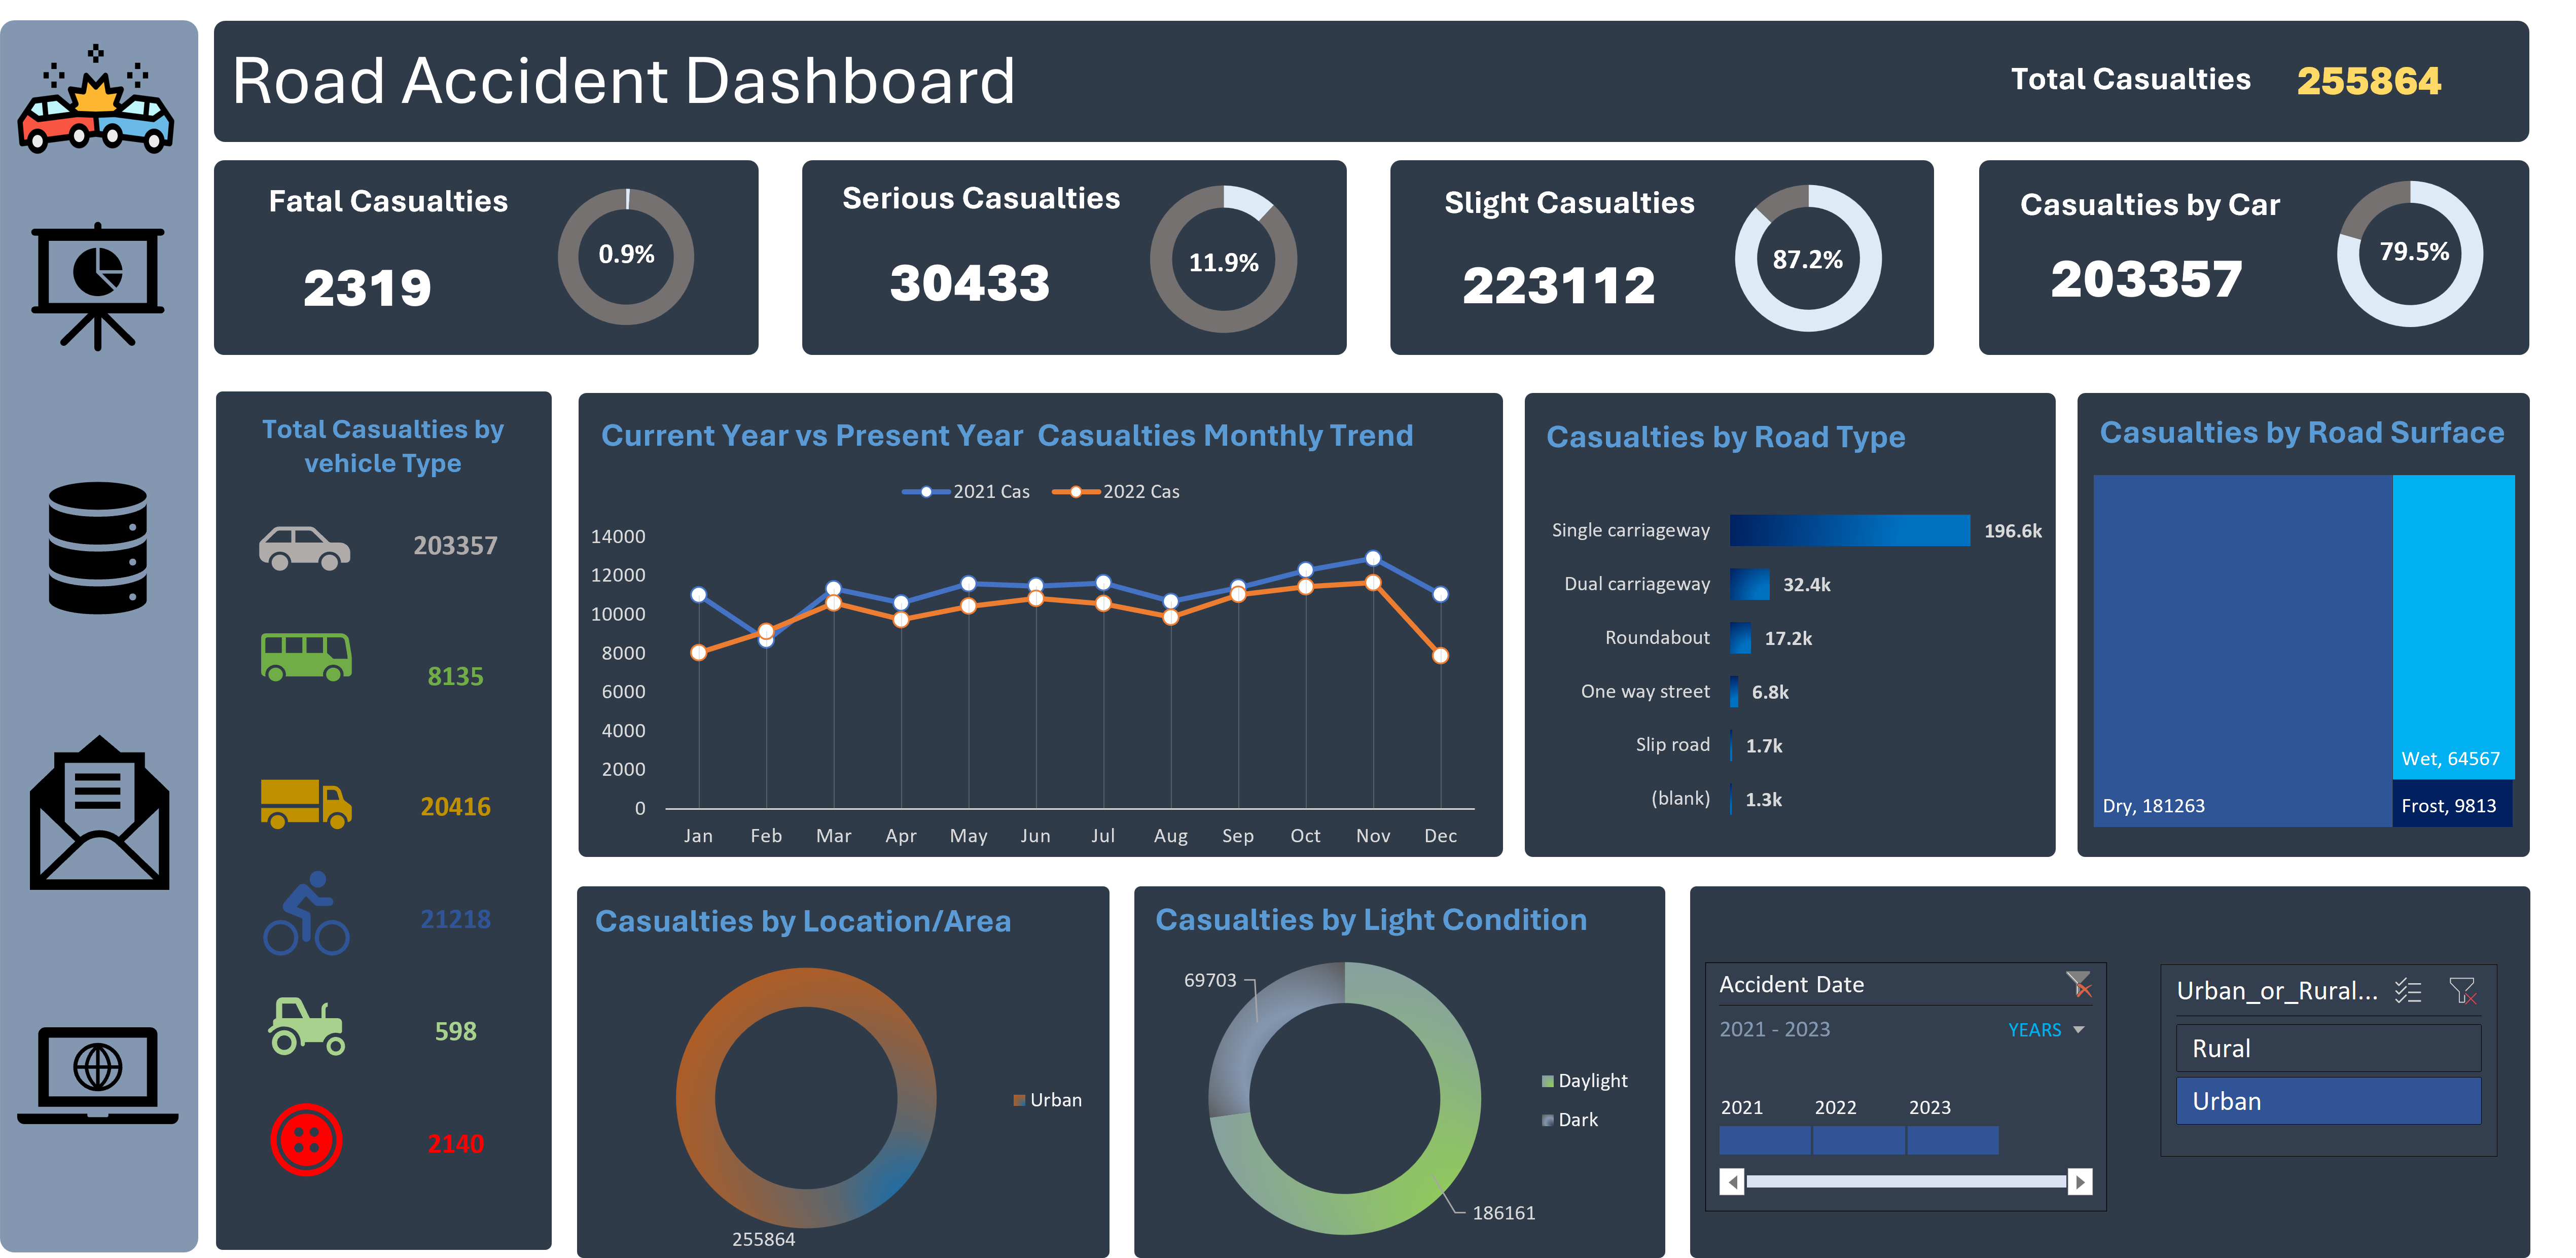 Road Accident Dashboard
Total Casualties 255864
Fatal Casualties
2319
0.9%
Serious Casualties
30433
11.9%
Slight Casualties
223112
87.2%
Casualties by Car
203357
79.5%
Total Casualties by
vehicle Type
203357
8135
20416
21218
598
2140
Current Year vs Present Year  Casualties Monthly Trend
2021 Cas 2022 Cas
14000
12000
10000
8000
6000
4000
2000
0
Jan Feb Mar Apr May Jun Jul Aug Sep Oct Nov Dec
Casualties by Road Type
Single carriageway 196.6k
Dual carriageway 32.4k
Roundabout 17.2k
One way street 6.8k
Slip road 1.7k
(blank) 1.3k
Casualties by Road Surface
Wet, 64567
Dry, 181263
Frost, 9813
Casualties by Location/Area
Urban
255864
Casualties by Light Condition
69703
Daylight
Dark
186161
Accident Date
2021 - 2023 YEARS
2021 2022 2023
Urban_or_Rural...
Rural
Urban